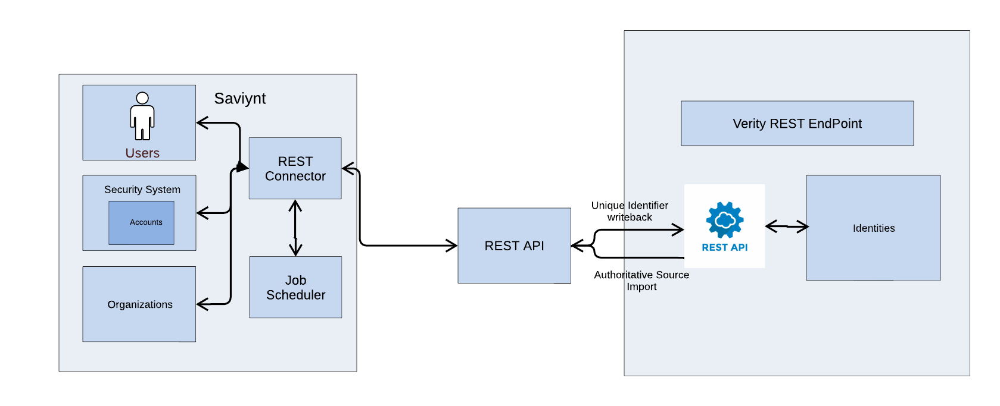 Saviynt
Users
REST
Connector
Security System
Accounts
Job
Scheduler
Organizations
REST API
Unique Identifier
writeback
Authoritative Source
Import
Verity REST EndPoint
REST API
Identities